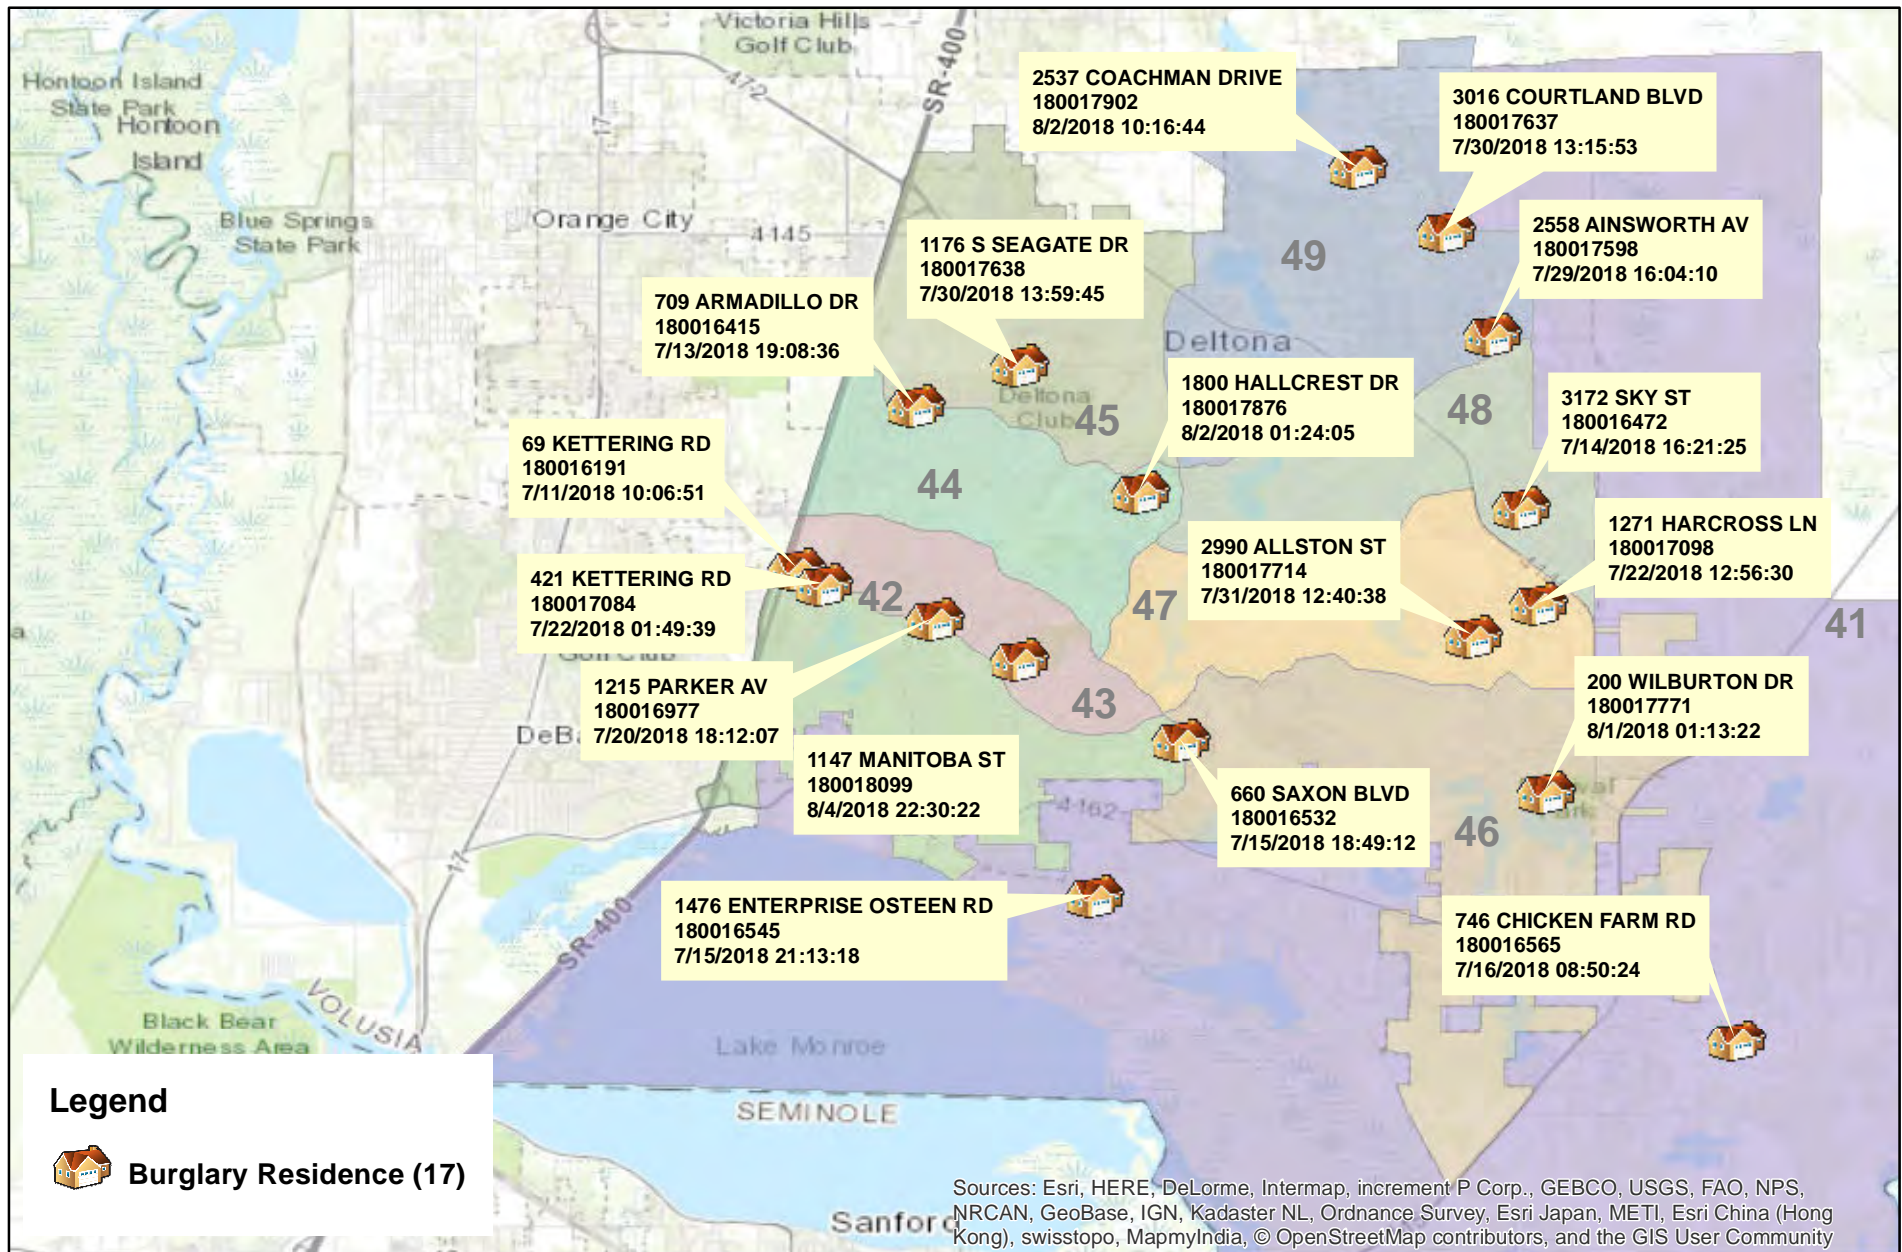 Victoria Hills
Golf Club
Hontoon Island
State Park
Hontoon
Island
472
SR-400
17
2537 COACHMAN DRIVE
180017902
8/2/2018 10:16:44
3016 COURTLAND BLVD
180017637
7/30/2018 13:15:53
Blue Springs
State Park
Orange City
4145
1176 S SEAGATE DR
180017638
7/30/2018 13:59:45
49
2558 AINSWORTH AV
180017598
7/29/2018 16:04:10
709 ARMADILLO DR
180016415
7/13/2018 19:08:36
Deltona
Deltona
Club
45
1800 HALLCREST DR
180017876
8/2/2018 01:24:05
48
3172 SKY ST
180016472
7/14/2018 16:21:25
69 KETTERING RD
180016191
7/11/2018 10:06:51
44
2990 ALLSTON ST
180017714
7/31/2018 12:40:38
1271 HARCROSS LN
180017098
7/22/2018 12:56:30
421 KETTERING RD
180017084
7/22/2018 01:49:39
42
47
41
Golf Club
1215 PARKER AV
180016977
7/20/2018 18:12:07
43
200 WILBURTON DR
180017771
8/1/2018 01:13:22
DeBa
1147 MANITOBA ST
180018099
8/4/2018 22:30:22
4162
660 SAXON BLVD
180016532
7/15/2018 18:49:12
46
17
SR-400
1476 ENTERPRISE OSTEEN RD
180016545
7/15/2018 21:13:18
746 CHICKEN FARM RD
180016565
7/16/2018 08:50:24
VOLUSIA
Black Bear
Wilderness Area
Lake Monroe
SEMINOLE
Legend
Burglary Residence (17)
Sanford
Sources: Esri, HERE, DeLorme, Intermap, increment P Corp., GEBCO, USGS, FAO, NPS,
NRCAN, GeoBase, IGN, Kadaster NL, Ordnance Survey, Esri Japan, METI, Esri China (Hong
Kong), swisstopo, MapmyIndia, © OpenStreetMap contributors, and the GIS User Community